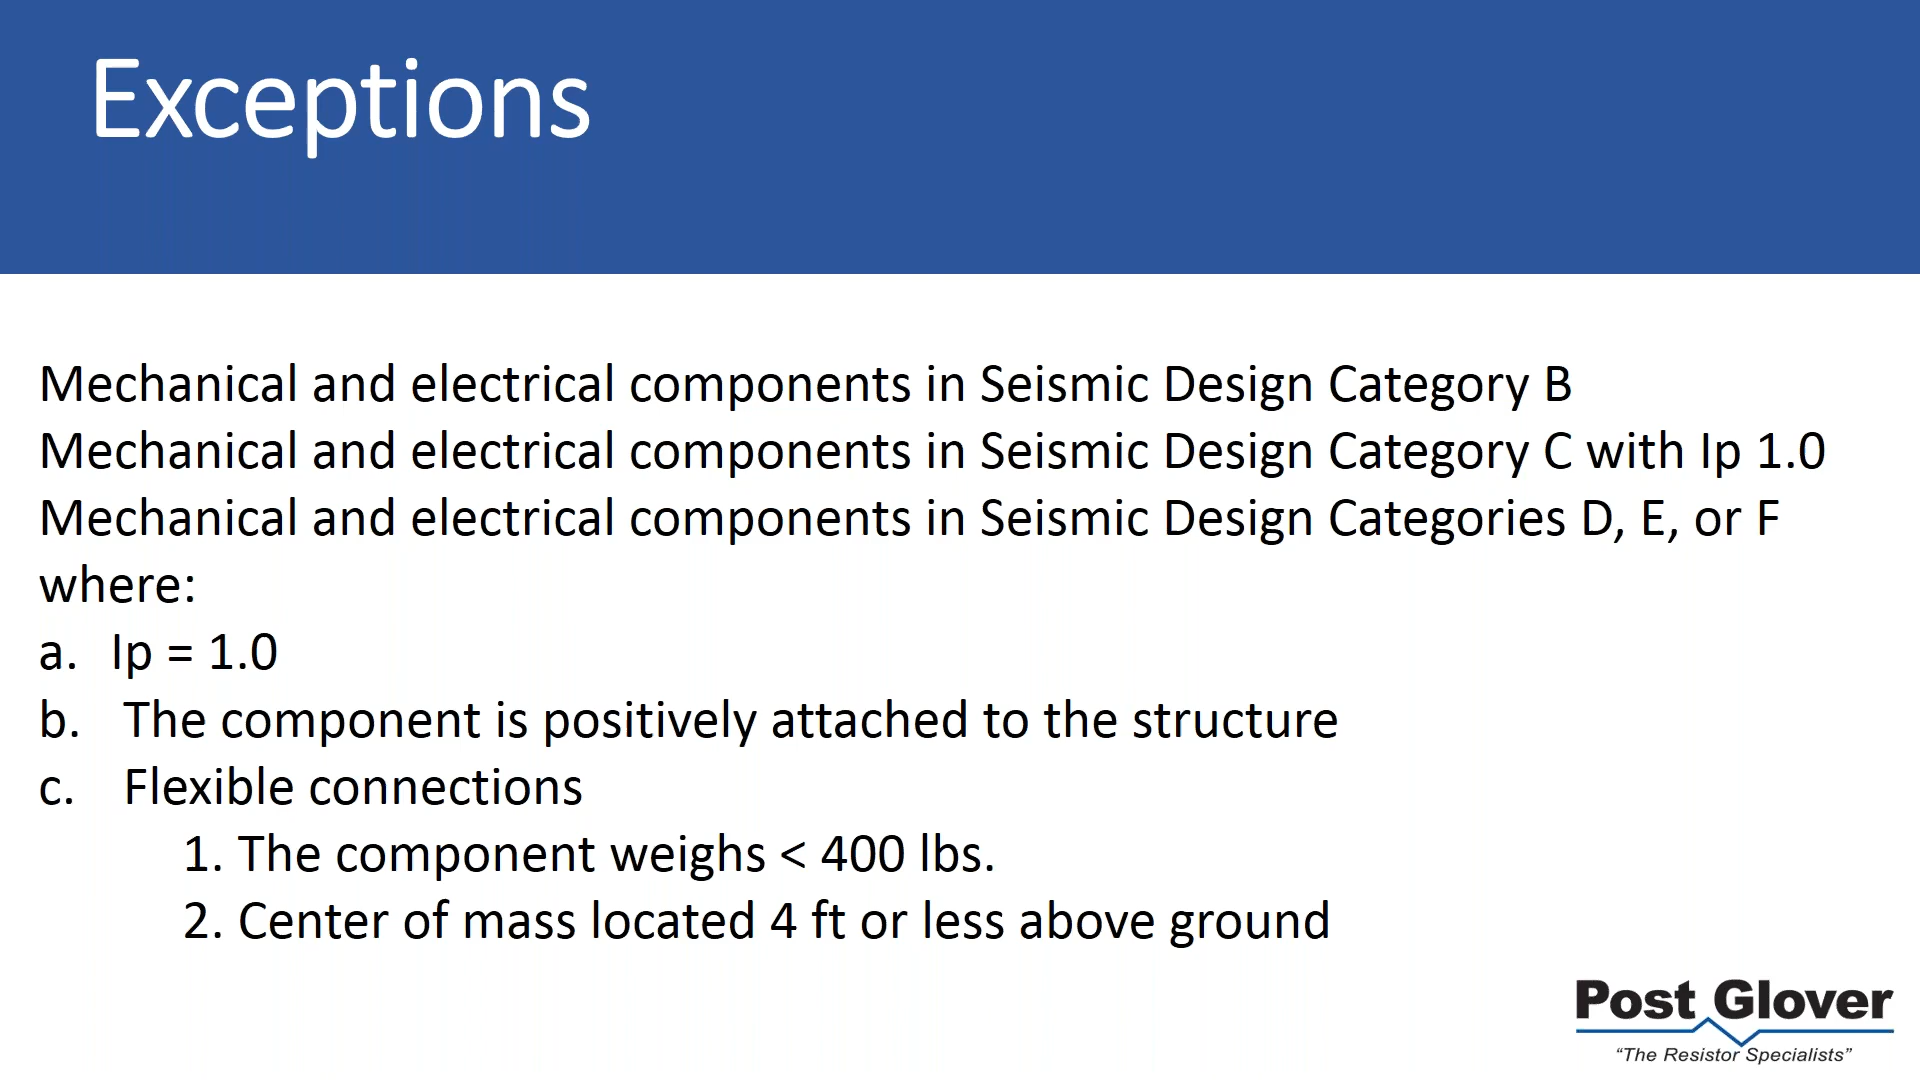 Exceptions
Mechanical and electrical components in Seismic Design Category B
Mechanical and electrical components in Seismic Design Category C with Ip 1.0
Mechanical and electrical components in Seismic Design Categories D, E, or F
where:
a. Ip = 1.0
b. The component is positively attached to the structure
c. Flexible connections
1. The component weighs < 400 lbs.
2. Center of mass located 4 ft or less above ground
Post Glover
“The Resistor Specialists”